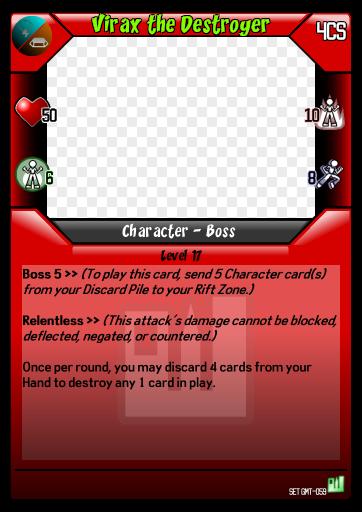 Virax the Destroyer
4CS
50
10
6
8
Character - Boss
Level 17
Boss 5 >> (To play this card, send 5 Character card(s)
from your Discard Pile to your Rift Zone.)
Relentless >> (This attack's damage cannot be blocked,
deflected, negated, or countered.)
Once per round, you may discard 4 cards from your
Hand to destroy any 1 card in play.
SET GMT-059